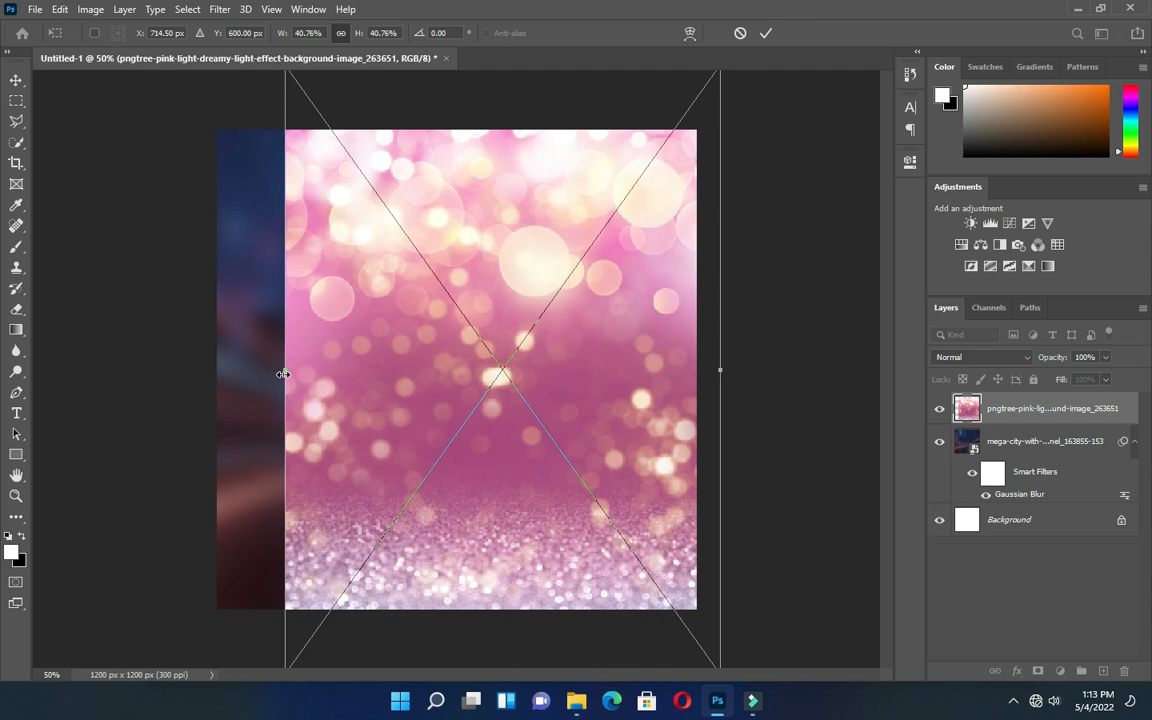 Ps File Edit Image Layer Type Select Filter 3D View Window Help
X: 714.50 px Y: 600.00 px W: 40.76% H: 40.76% 0.00 Anti-alias
Untitled-1 @ 50% (pngtree-pink-light-dreamy-light-effect-background-image_263651, RGB/8) *
Color Swatches Gradients Patterns
Adjustments
Add an adjustment
Layers Channels Paths
Kind
Normal Opacity: 100%
Lock: Fill: 100%
pngtree-pink-lig...und-image_263651
mega-city-with-...nel_163855-153
Smart Filters
Gaussian Blur
Background
50% 1200 px x 1200 px (300 ppi)
Ps
1:13 PM
5/4/2022